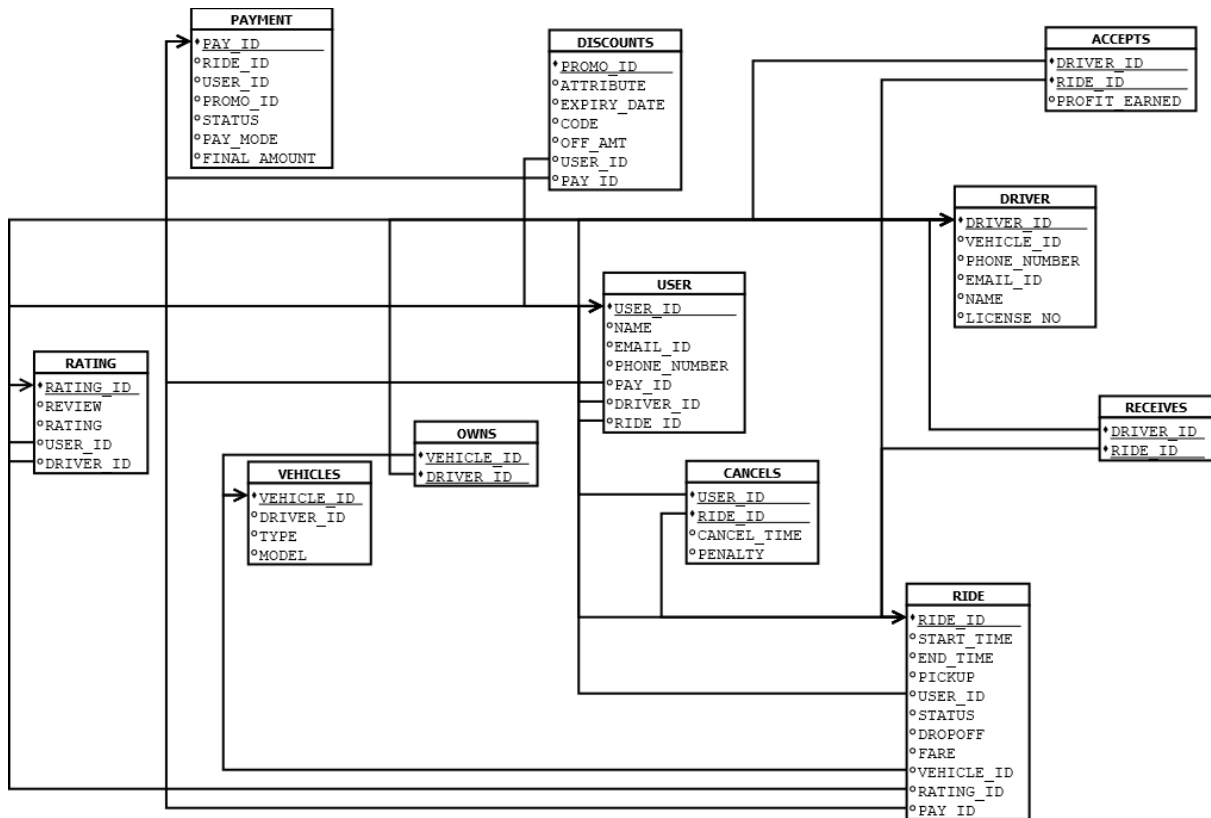 PAYMENT
PAY_ID
RIDE_ID
USER_ID
PROMO_ID
STATUS
PAY_MODE
FINAL_AMOUNT
DISCOUNTS
PROMO_ID
ATTRIBUTE
EXPIRY_DATE
CODE
OFF_AMT
USER_ID
PAY_ID
ACCEPTS
DRIVER_ID
RIDE_ID
PROFIT_EARNED
DRIVER
DRIVER_ID
VEHICLE_ID
PHONE_NUMBER
EMAIL_ID
NAME
LICENSE_NO
USER
USER_ID
NAME
EMAIL_ID
PHONE_NUMBER
PAY_ID
DRIVER_ID
RIDE_ID
RATING
RATING_ID
REVIEW
RATING
USER_ID
DRIVER_ID
OWNS
VEHICLE_ID
DRIVER_ID
RECEIVES
DRIVER_ID
RIDE_ID
VEHICLES
VEHICLE_ID
DRIVER_ID
TYPE
MODEL
CANCELS
USER_ID
RIDE_ID
CANCEL_TIME
PENALTY
RIDE
RIDE_ID
START_TIME
END_TIME
PICKUP
USER_ID
STATUS
DROPOFF
FARE
VEHICLE_ID
RATING_ID
PAY_ID